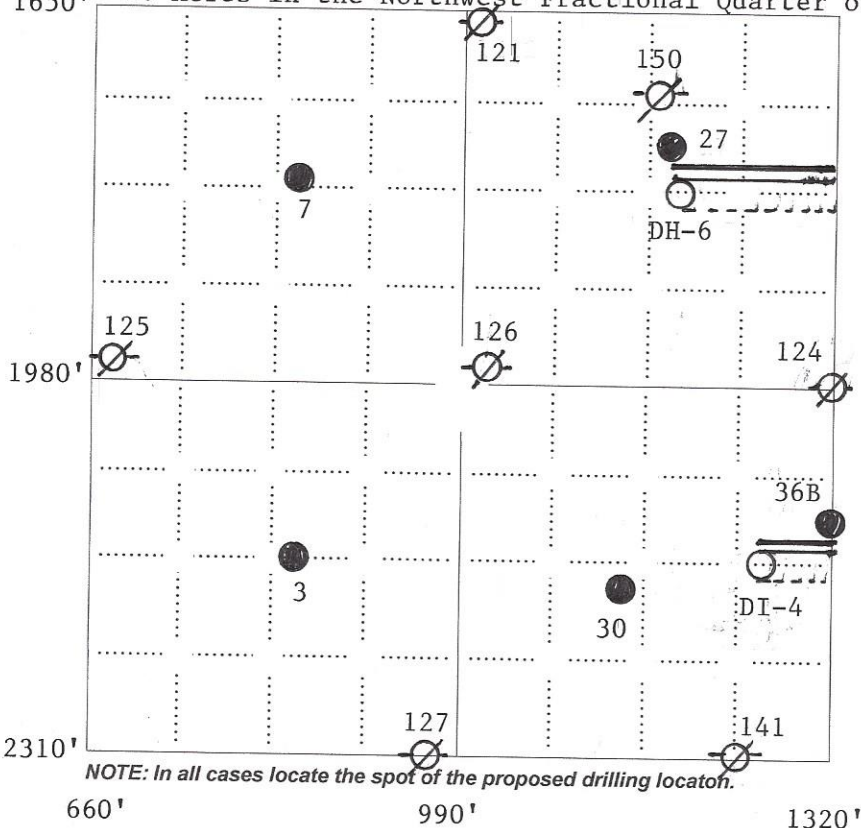 1650' Acres in the Northwest Fractional Quarter o
121
150
27
7
DH-6
125
126
124
1980'
36B
3
30
DI-4
127
141
2310'
NOTE: In all cases locate the spot of the proposed drilling locaton.
660' 990' 1320'